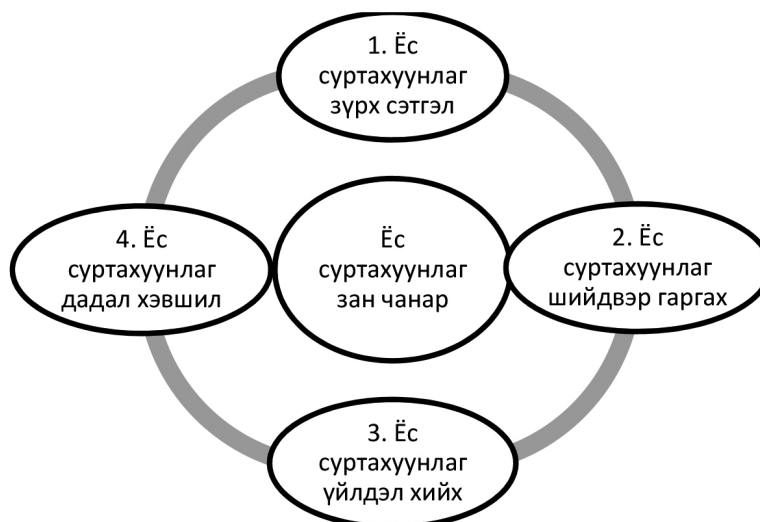 1. Ёс
суртахуунлаг
зүрх сэтгэл
4. Ёс
суртахуунлаг
дадал хэвшил
Ёс
суртахуунлаг
зан чанар
2. Ёс
суртахуунлаг
шийдвэр гаргах
3. Ёс
суртахуунлаг
үйлдэл хийх